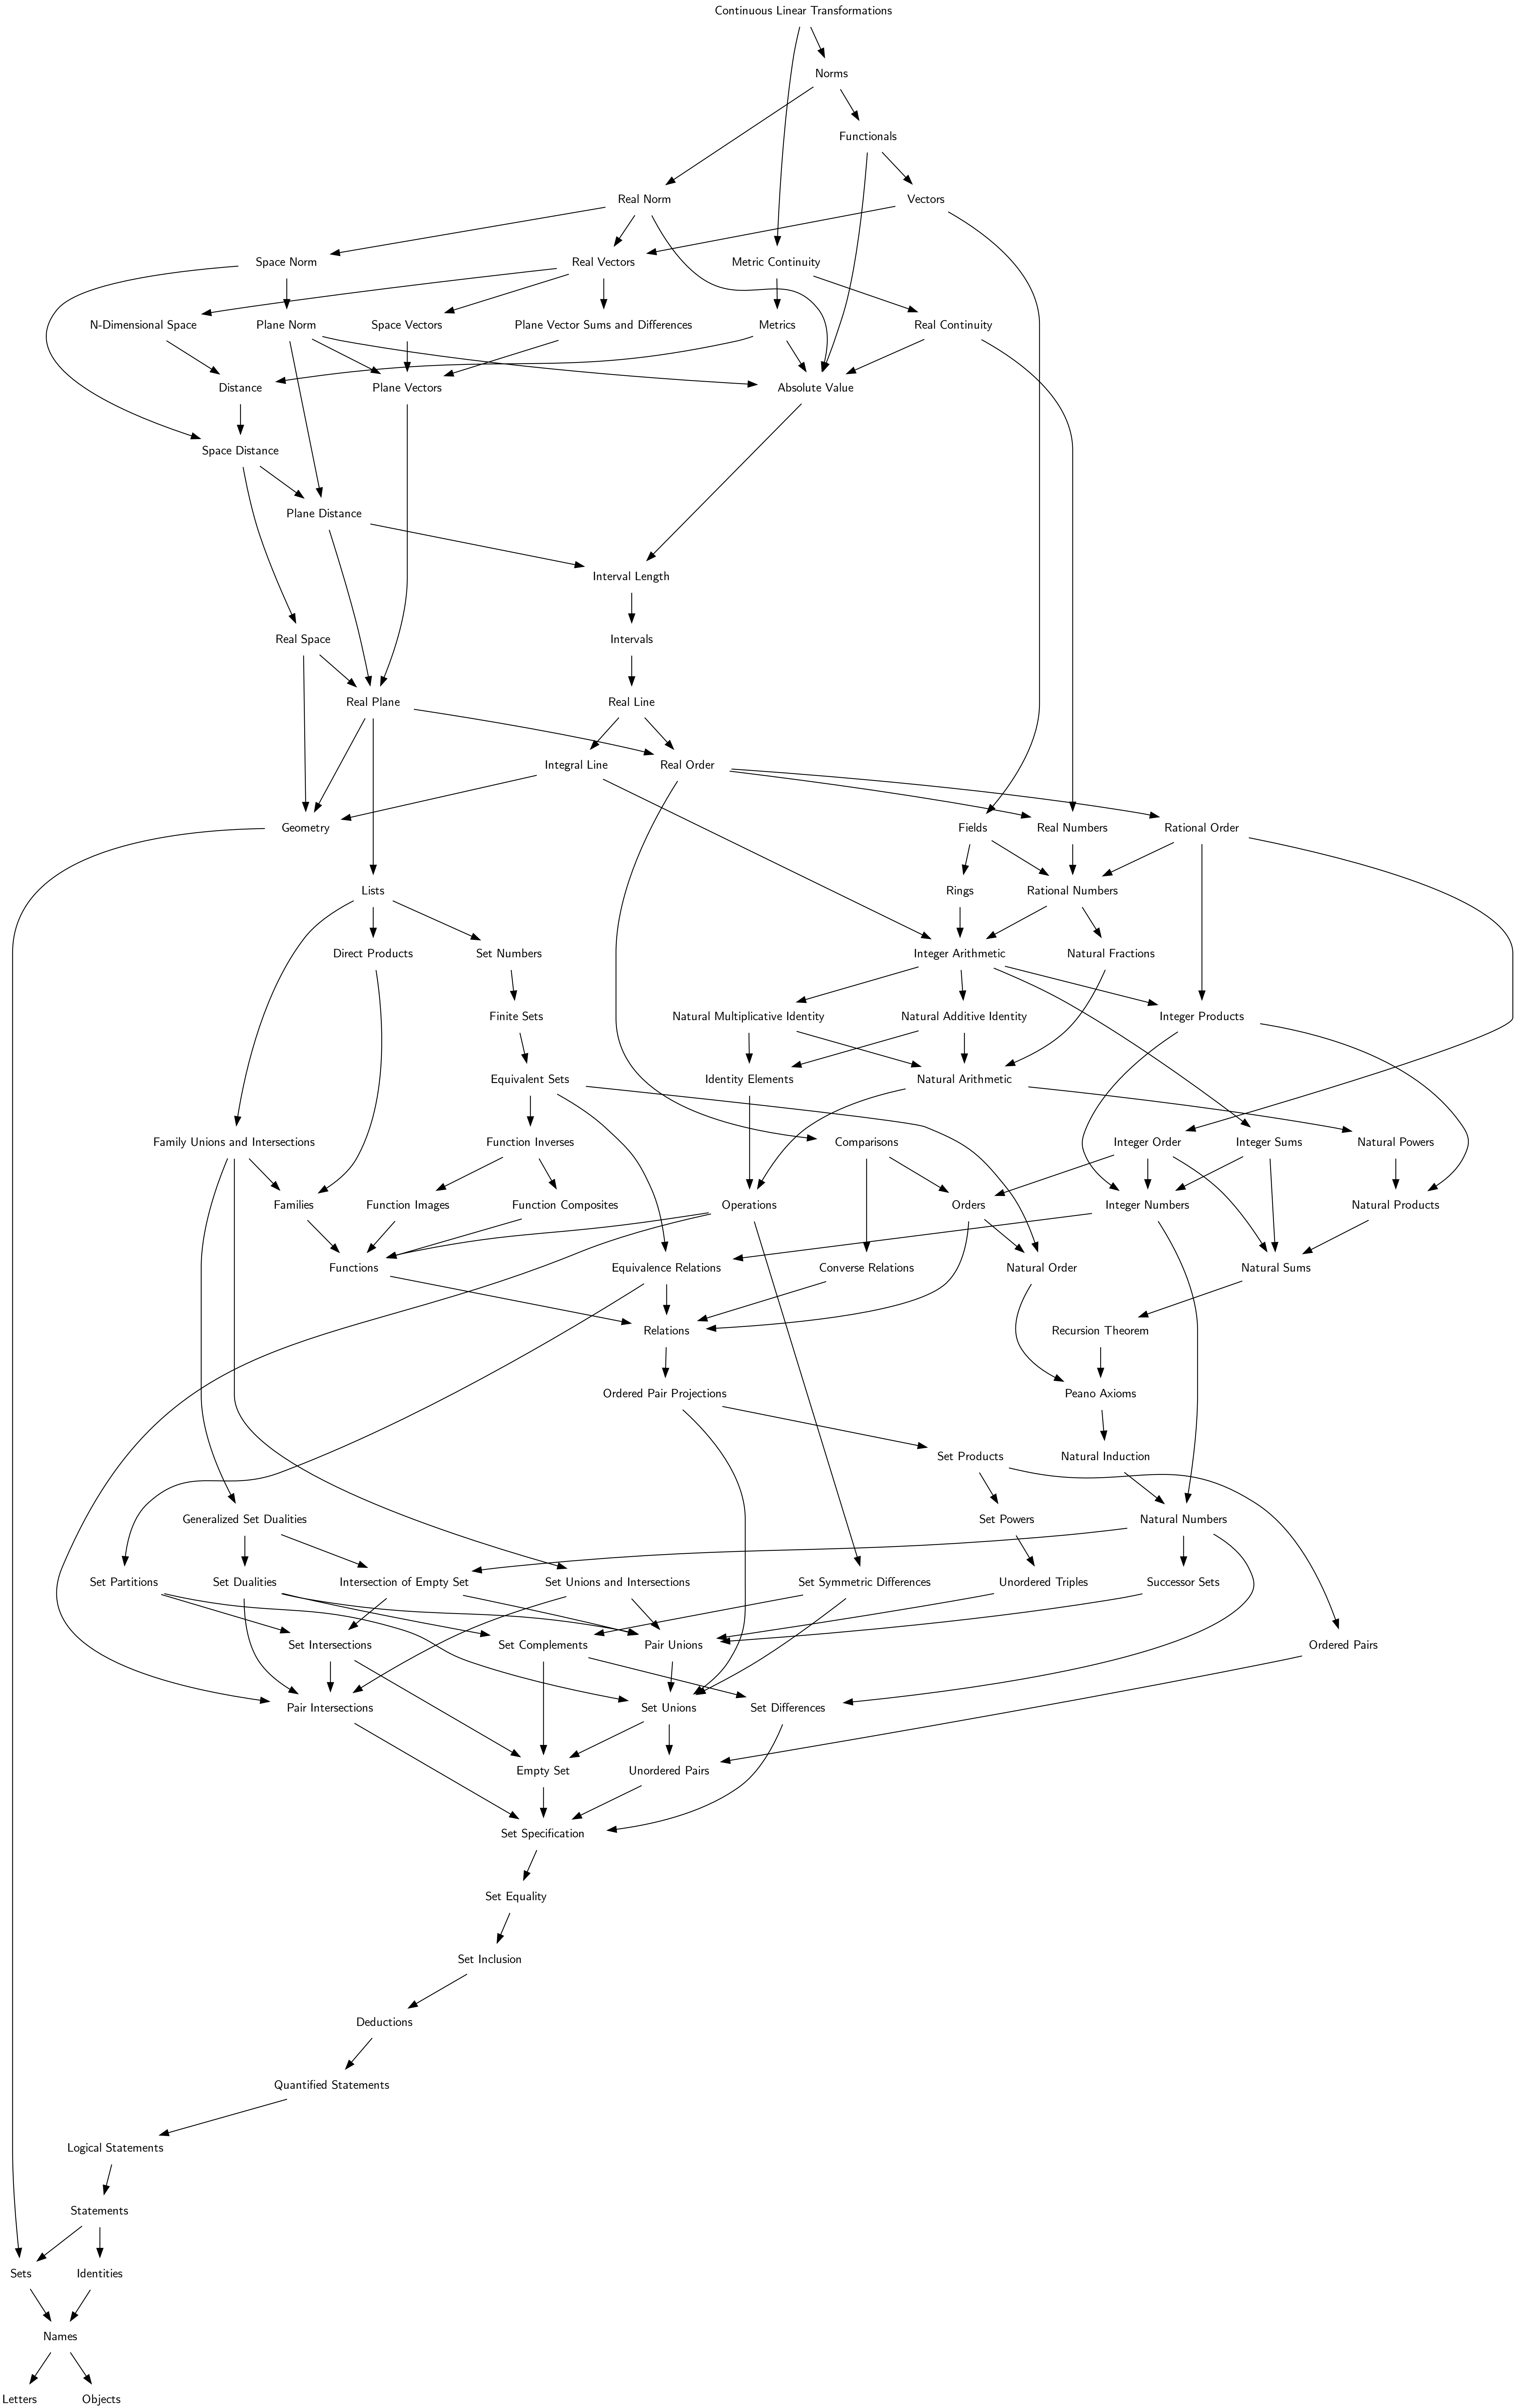 Continuous Linear Transformations
Norms
Functionals
Real Norm
Vectors
Space Norm
Real Vectors
Metric Continuity
N-Dimensional Space
Plane Norm
Space Vectors
Plane Vector Sums and Differences
Metrics
Real Continuity
Distance
Plane Vectors
Absolute Value
Space Distance
Plane Distance
Interval Length
Real Space
Intervals
Real Plane
Real Line
Integral Line
Real Order
Geometry
Fields
Real Numbers
Rational Order
Lists
Rings
Rational Numbers
Direct Products
Set Numbers
Integer Arithmetic
Natural Fractions
Finite Sets
Natural Multiplicative Identity
Natural Additive Identity
Integer Products
Equivalent Sets
Identity Elements
Natural Arithmetic
Family Unions and Intersections
Function Inverses
Comparisons
Integer Order
Integer Sums
Natural Powers
Families
Function Images
Function Composites
Operations
Orders
Integer Numbers
Natural Products
Functions
Equivalence Relations
Converse Relations
Natural Order
Natural Sums
Relations
Recursion Theorem
Ordered Pair Projections
Peano Axioms
Set Products
Natural Induction
Generalized Set Dualities
Set Powers
Natural Numbers
Set Partitions
Set Dualities
Intersection of Empty Set
Set Unions and Intersections
Set Symmetric Differences
Unordered Triples
Successor Sets
Set Intersections
Set Complements
Pair Unions
Ordered Pairs
Pair Intersections
Set Unions
Set Differences
Empty Set
Unordered Pairs
Set Specification
Set Equality
Set Inclusion
Deductions
Quantified Statements
Logical Statements
Statements
Sets
Identities
Names
Letters
Objects